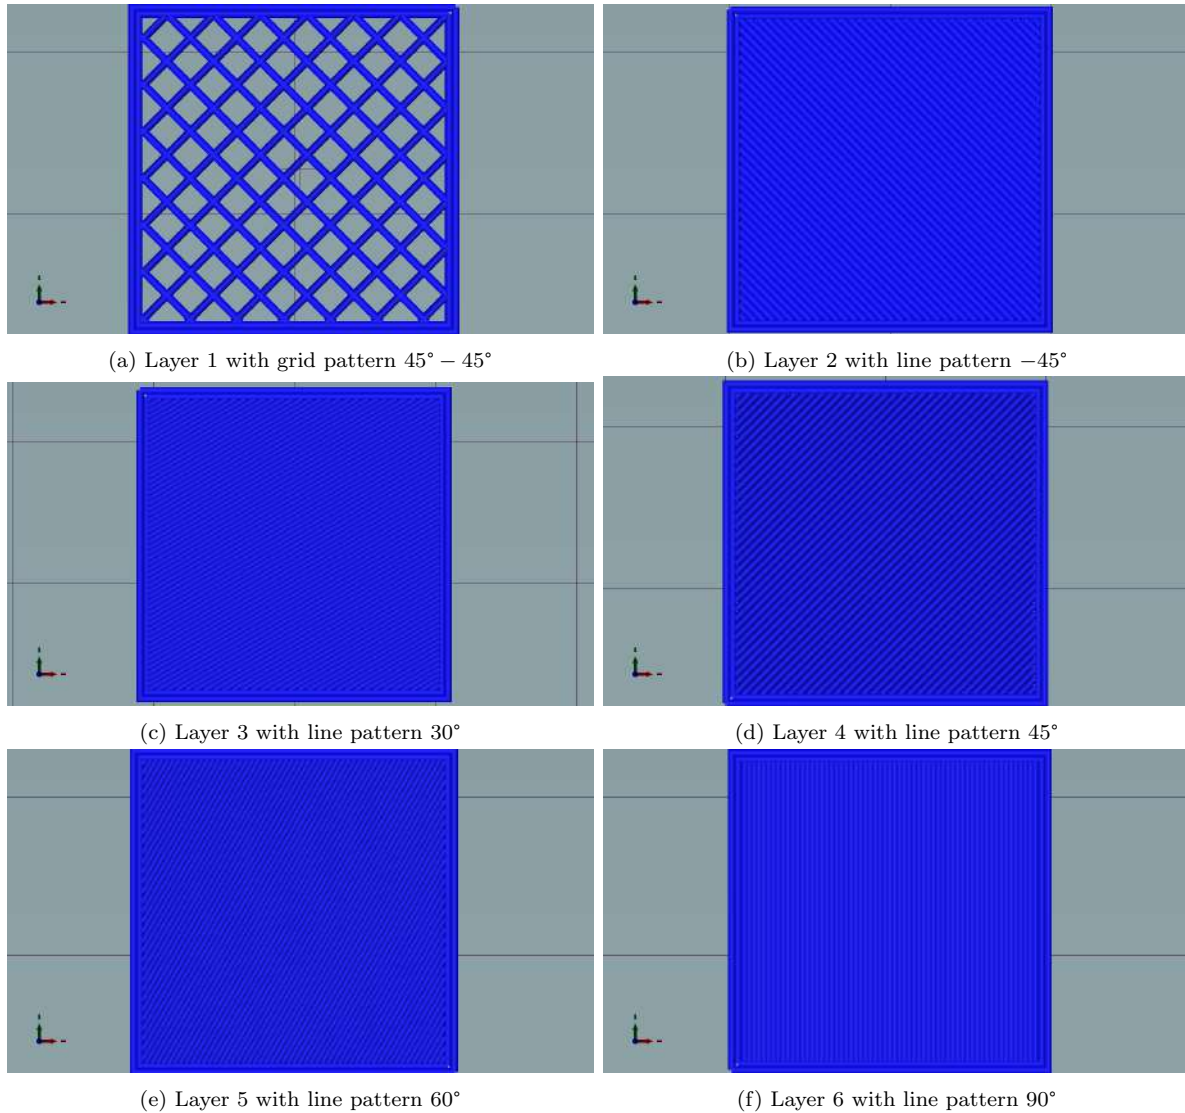 (a) Layer 1 with grid pattern 45° − 45°
(b) Layer 2 with line pattern −45°
(c) Layer 3 with line pattern 30°
(d) Layer 4 with line pattern 45°
(e) Layer 5 with line pattern 60°
(f) Layer 6 with line pattern 90°